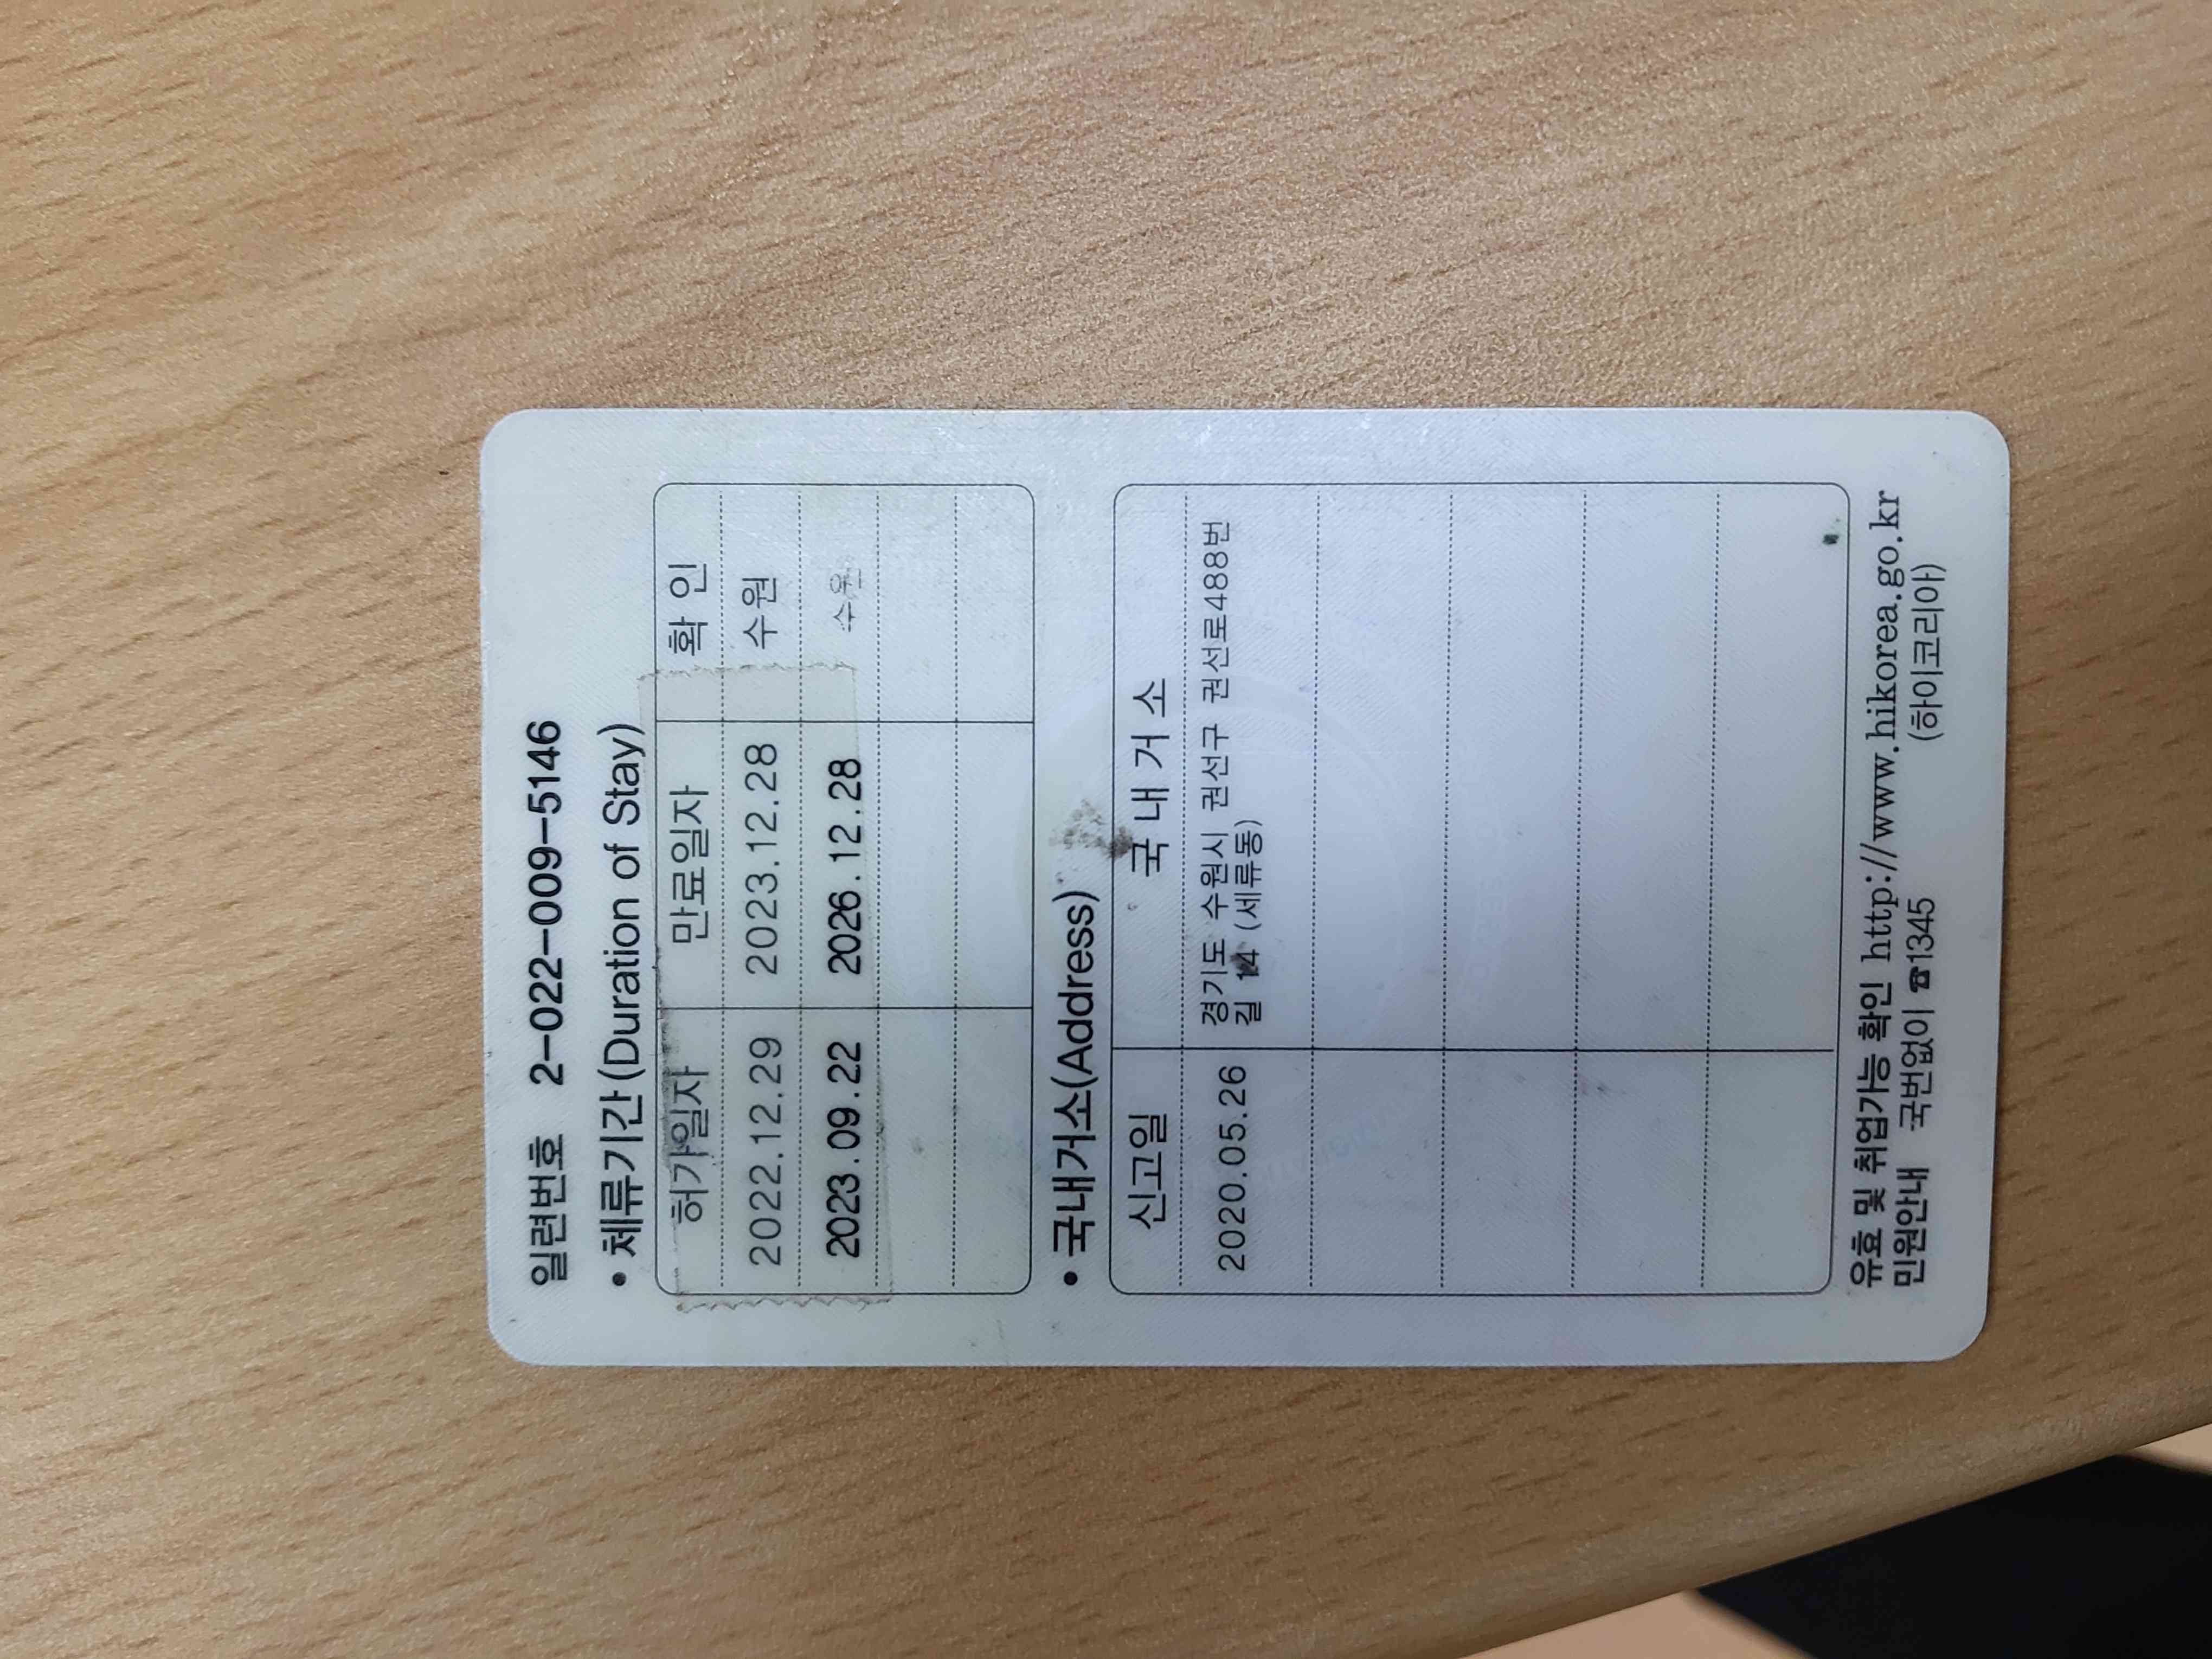 일련번호 2-022-009-5146
• 체류기간(Duration of Stay)
허가일자 만료일자 확 인
2022.12.29 2023.12.28 수원
2023.09.22 2026.12.28 수원
• 국내거소(Address)
신고일 국 내 거 소
2020.05.26 경기도 수원시 권선구 권선로488번
길 14 (세류동)
유효 및 취업가능 확인 http://www.hikorea.go.kr
민원안내 국번없이 ☎1345 (하이코리아)